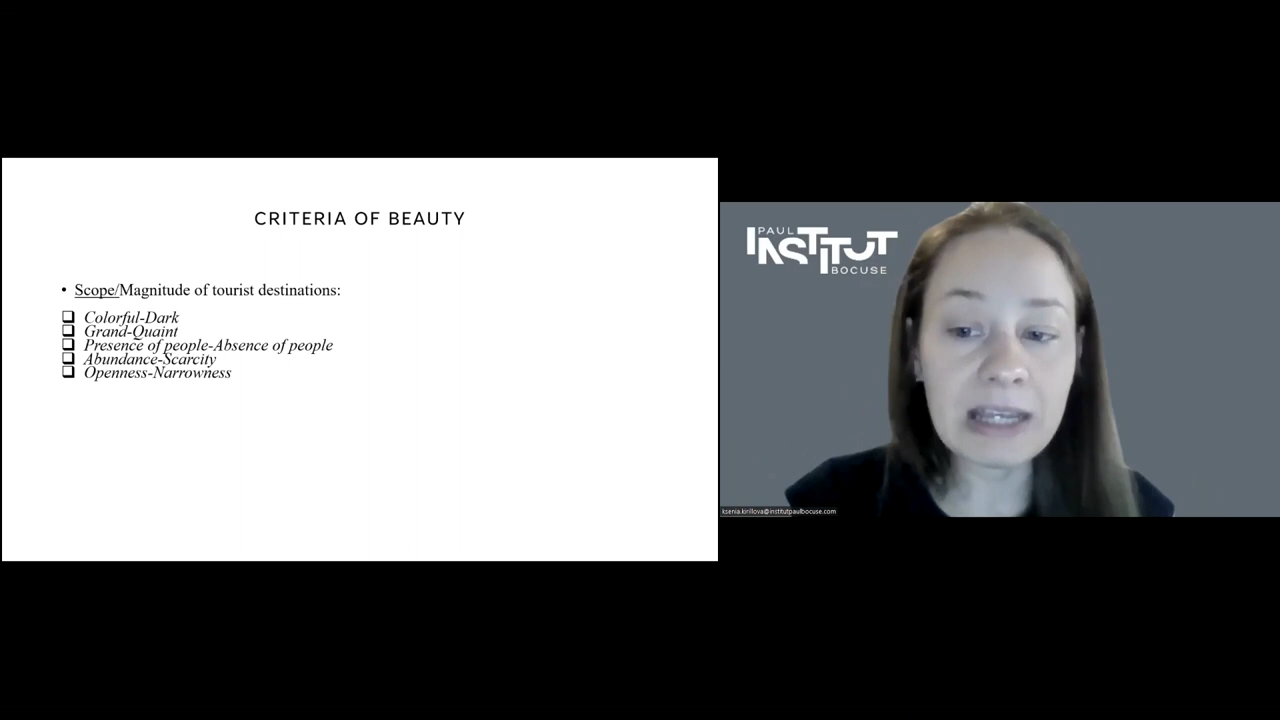 CRITERIA OF BEAUTY
• Scope/Magnitude of tourist destinations:
❑ Colorful-Dark
❑ Grand-Quaint
❑ Presence of people-Absence of people
❑ Abundance-Scarcity
❑ Openness-Narrowness
PAUL
INSTITUT
BOCUSE
ksenia.kirillova@institutpaulbocuse.com